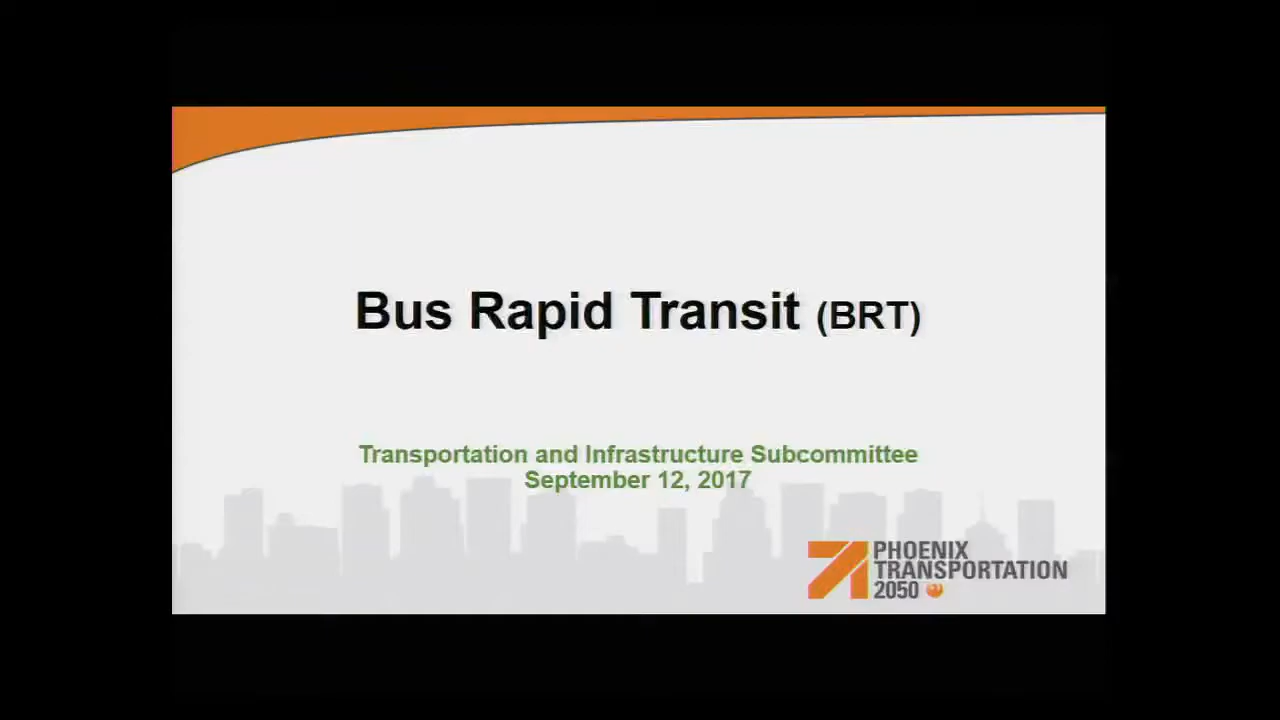 Bus Rapid Transit (BRT)
Transportation and Infrastructure Subcommittee
September 12, 2017
PHOENIX
TRANSPORTATION
2050